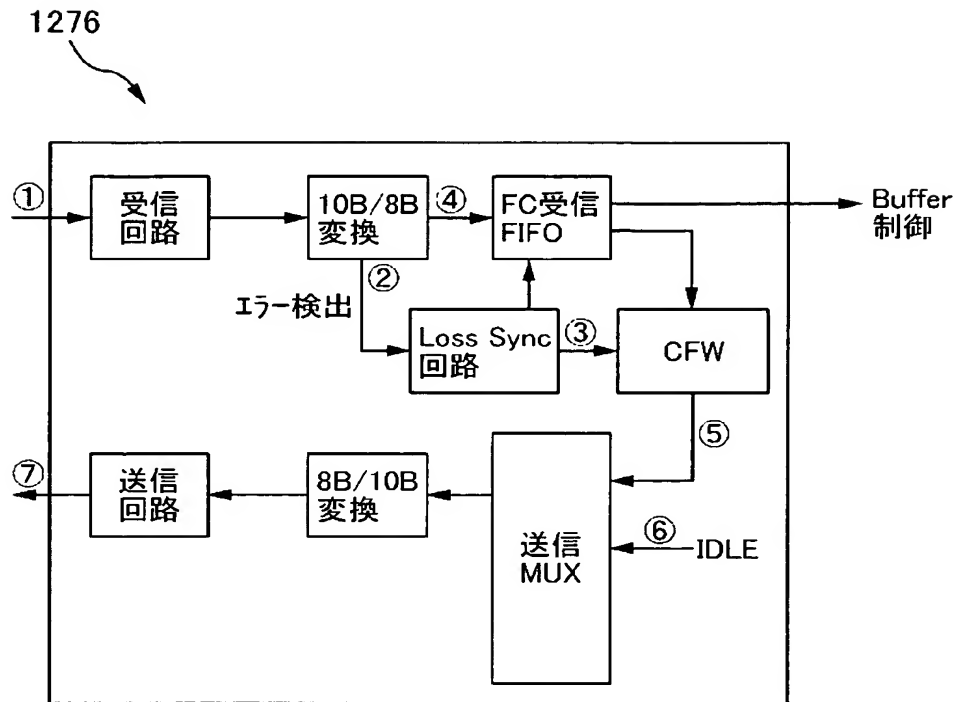 1276
①
受信
回路
10B/8B
変換
④
FC受信
FIFO
Buffer
制御
②
エラー検出
Loss Sync
回路
③
CFW
⑤
⑦
送信
回路
8B/10B
変換
送信
MUX
⑥
IDLE